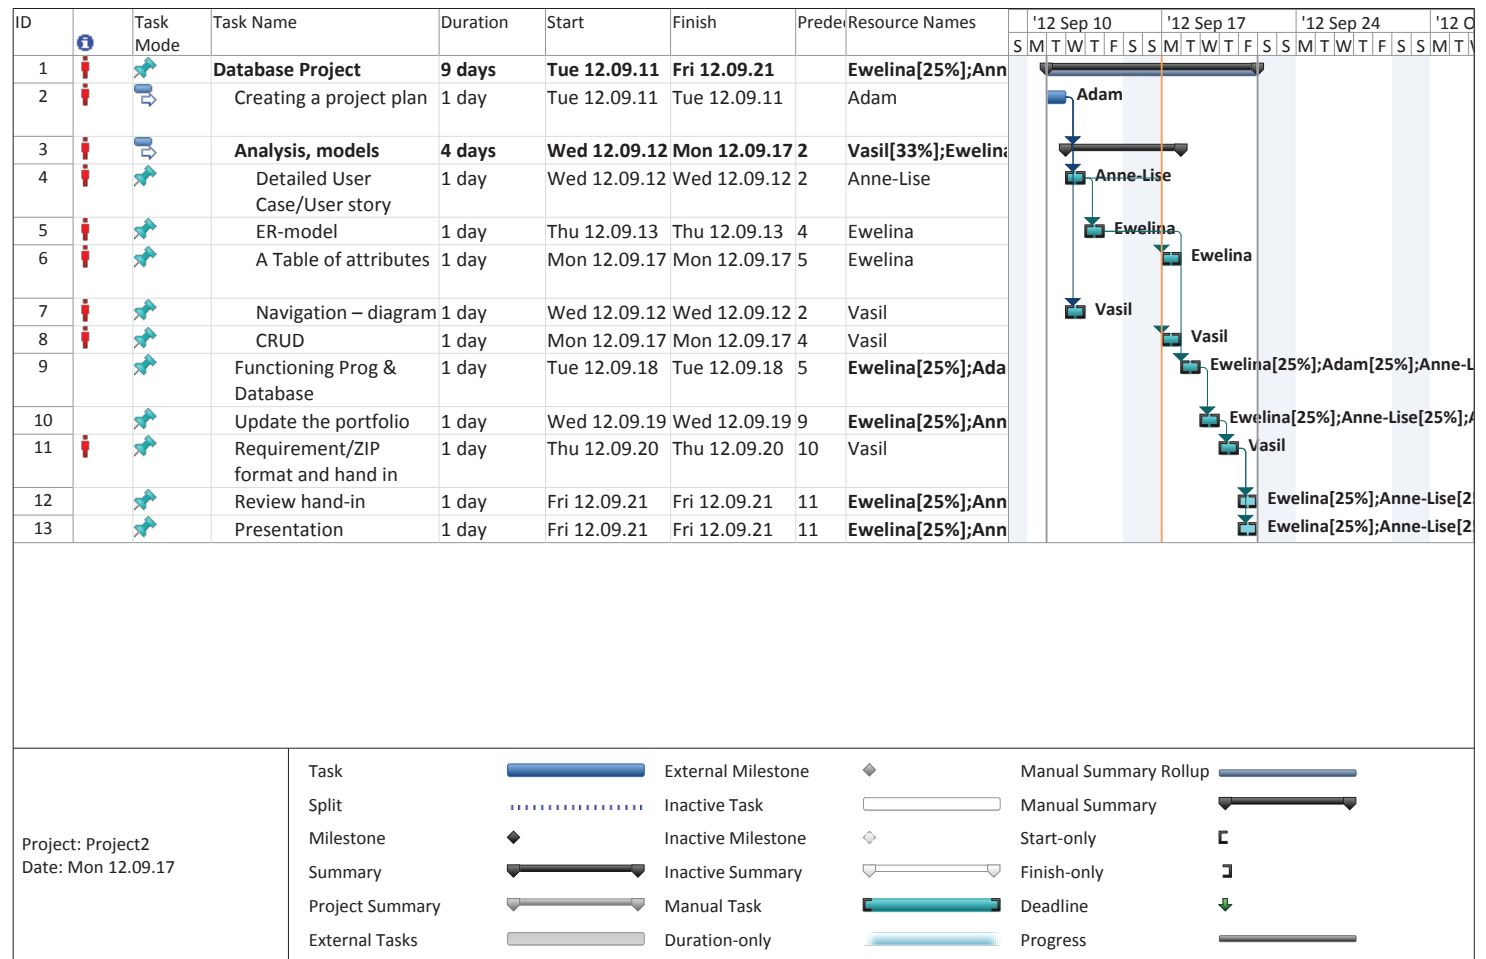 ID Task Mode Task Name Duration Start Finish Prede Resource Names '12 Sep 10 '12 Sep 17 '12 Sep 24 '12 O
S M T W T F S S M T W T F S S M T W T F S S M T
1 Database Project 9 days Tue 12.09.11 Fri 12.09.21 Ewelina[25%];Ann
2 Creating a project plan 1 day Tue 12.09.11 Tue 12.09.11 Adam Adam
3 Analysis, models 4 days Wed 12.09.12 Mon 12.09.17 2 Vasil[33%];Ewelina
4 Detailed User 1 day Wed 12.09.12 Wed 12.09.12 2 Anne-Lise Anne-Lise
Case/User story
5 ER-model 1 day Thu 12.09.13 Thu 12.09.13 4 Ewelina Ewelina
6 A Table of attributes 1 day Mon 12.09.17 Mon 12.09.17 5 Ewelina Ewelina
7 Navigation – diagram 1 day Wed 12.09.12 Wed 12.09.12 2 Vasil Vasil
8 CRUD 1 day Mon 12.09.17 Mon 12.09.17 4 Vasil Vasil
9 Functioning Prog & 1 day Tue 12.09.18 Tue 12.09.18 5 Ewelina[25%];Ada Ewelina[25%];Adam[25%];Anne-L
Database
10 Update the portfolio 1 day Wed 12.09.19 Wed 12.09.19 9 Ewelina[25%];Ann Ewelina[25%];Anne-Lise[25%];A
11 Requirement/ZIP 1 day Thu 12.09.20 Thu 12.09.20 10 Vasil Vasil
format and hand in
12 Review hand-in 1 day Fri 12.09.21 Fri 12.09.21 11 Ewelina[25%];Ann Ewelina[25%];Anne-Lise[25
13 Presentation 1 day Fri 12.09.21 Fri 12.09.21 11 Ewelina[25%];Ann Ewelina[25%];Anne-Lise[25
Project: Project2
Date: Mon 12.09.17
Task External Milestone Manual Summary Rollup
Split Inactive Task Manual Summary
Milestone Inactive Milestone Start-only
Summary Inactive Summary Finish-only
Project Summary Manual Task Deadline
External Tasks Duration-only Progress